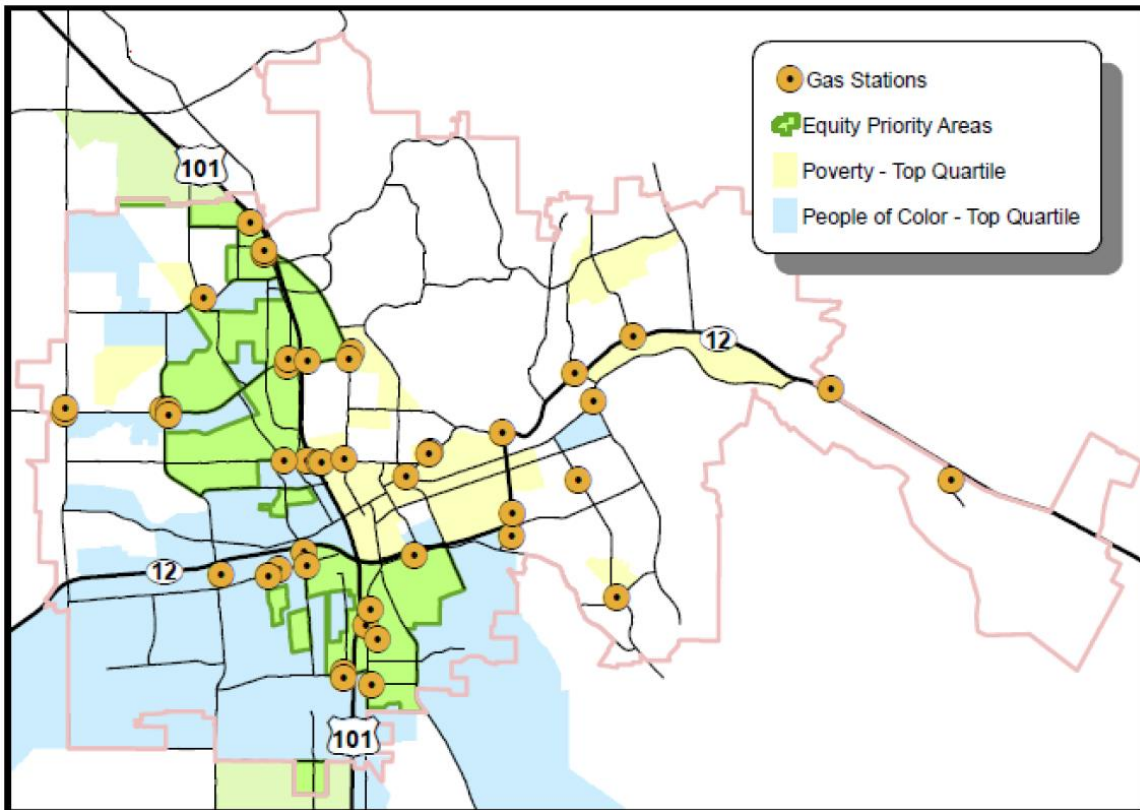 Gas Stations
Equity Priority Areas
Poverty - Top Quartile
People of Color - Top Quartile
101
12
12
101